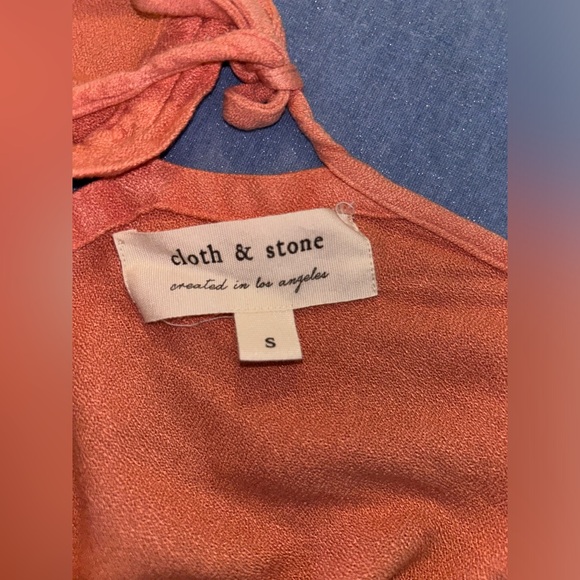 cloth & stone
created in los angeles
S